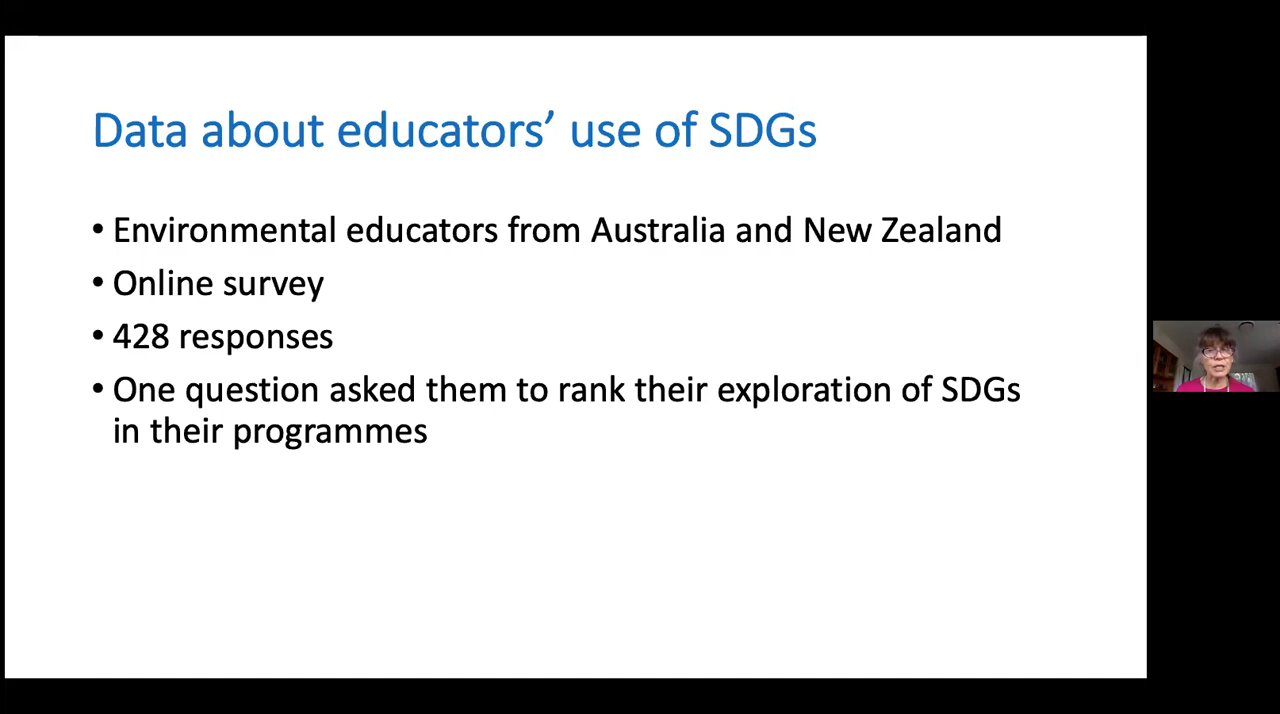 Data about educators’ use of SDGs
• Environmental educators from Australia and New Zealand
• Online survey
• 428 responses
• One question asked them to rank their exploration of SDGs
in their programmes